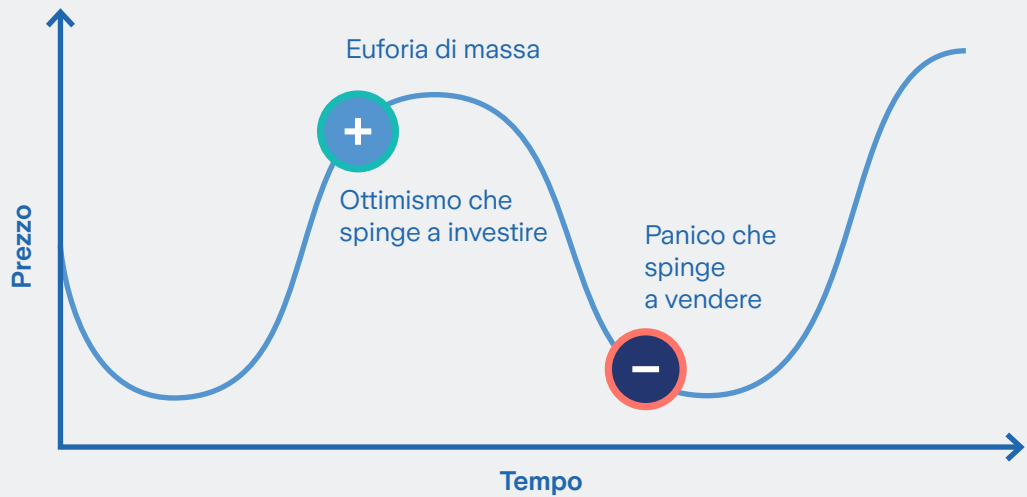 Euforia di massa
Ottimismo che
spinge a investire
Panico che
spinge
a vendere
Prezzo
Tempo